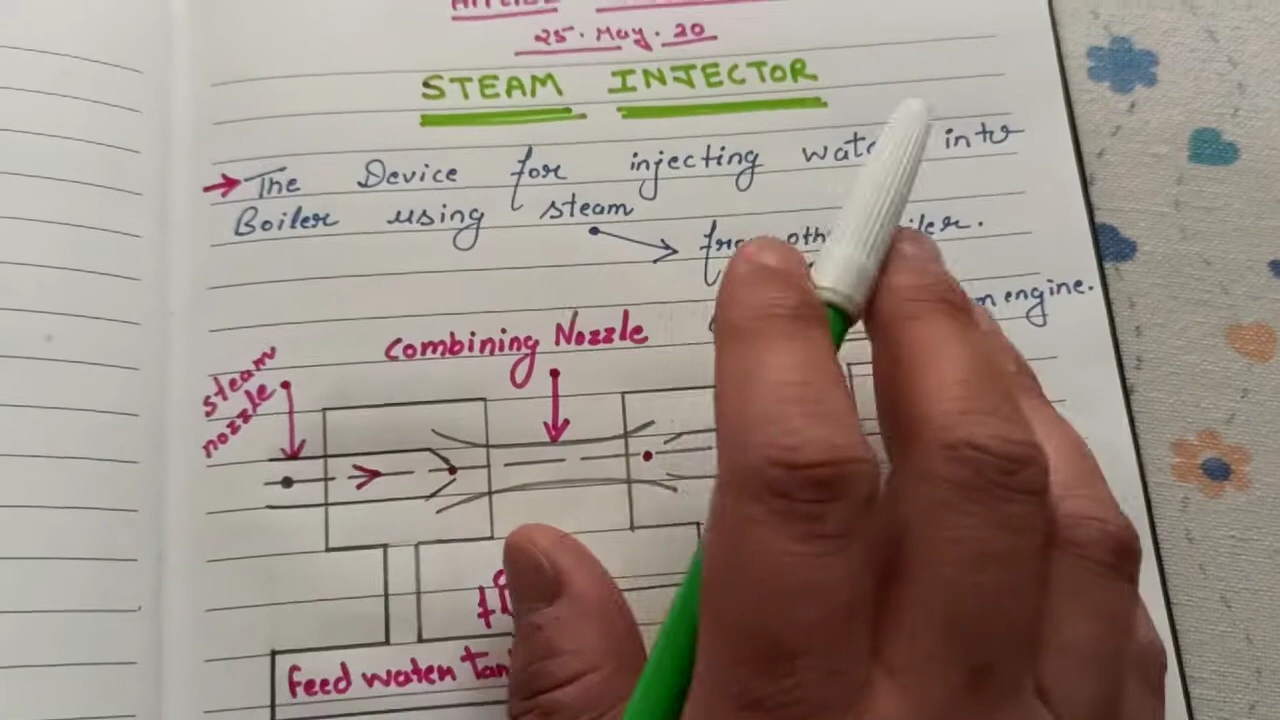 25. May. 20
STEAM INJECTOR
The Device for injecting into
Boiler using steam
engine.
Combining Nozzle
steam
nozzle
feed water